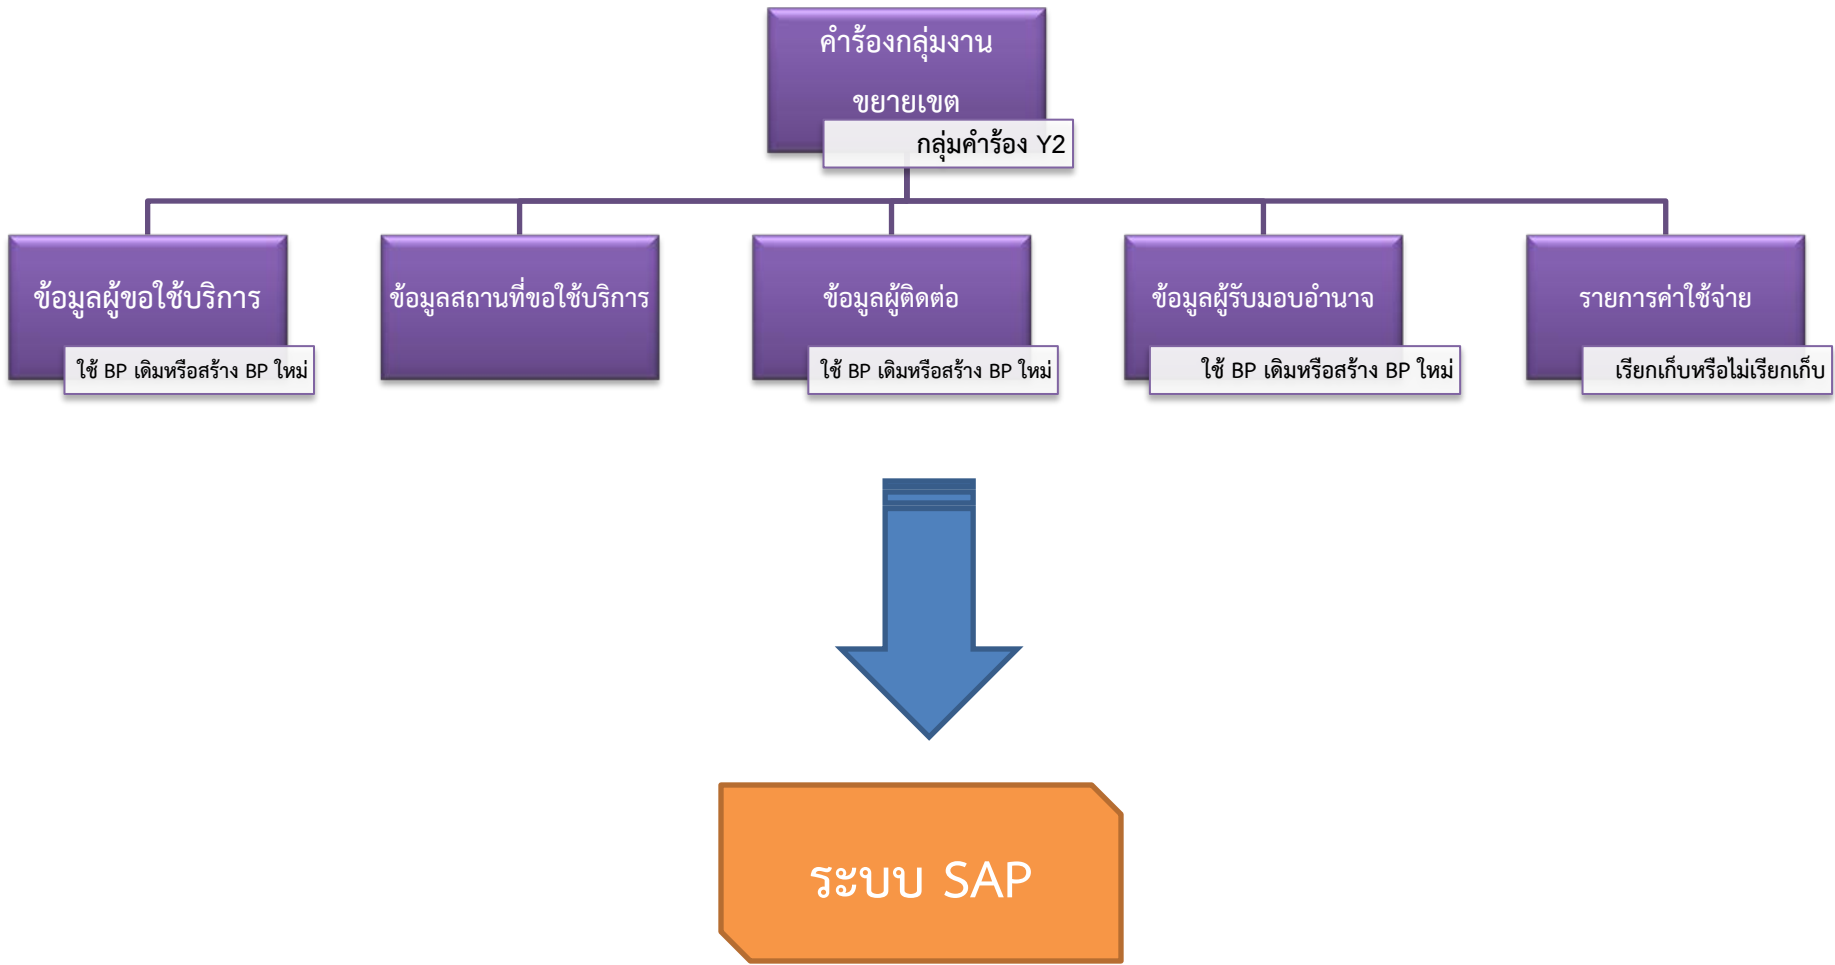 คำร้องกลุ่มงาน
ขยายเขต
กลุ่มคำร้อง Y2
ข้อมูลผู้ขอใช้บริการ
ใช้ BP เดิมหรือสร้าง BP ใหม่
ข้อมูลสถานที่ขอใช้บริการ
ข้อมูลผู้ติดต่อ
ใช้ BP เดิมหรือสร้าง BP ใหม่
ข้อมูลผู้รับมอบอำนาจ
ใช้ BP เดิมหรือสร้าง BP ใหม่
รายการค่าใช้จ่าย
เรียกเก็บหรือไม่เรียกเก็บ
ระบบ SAP